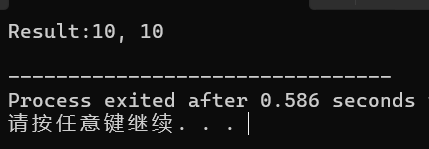 Result:10, 10
--------------------------------
Process exited after 0.586 seconds
请按任意键继续. . .